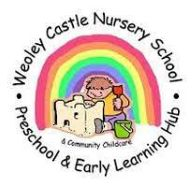 Weoley Castle Nursery School
& Community Childcare
• Preschool & Early Learning Hub •